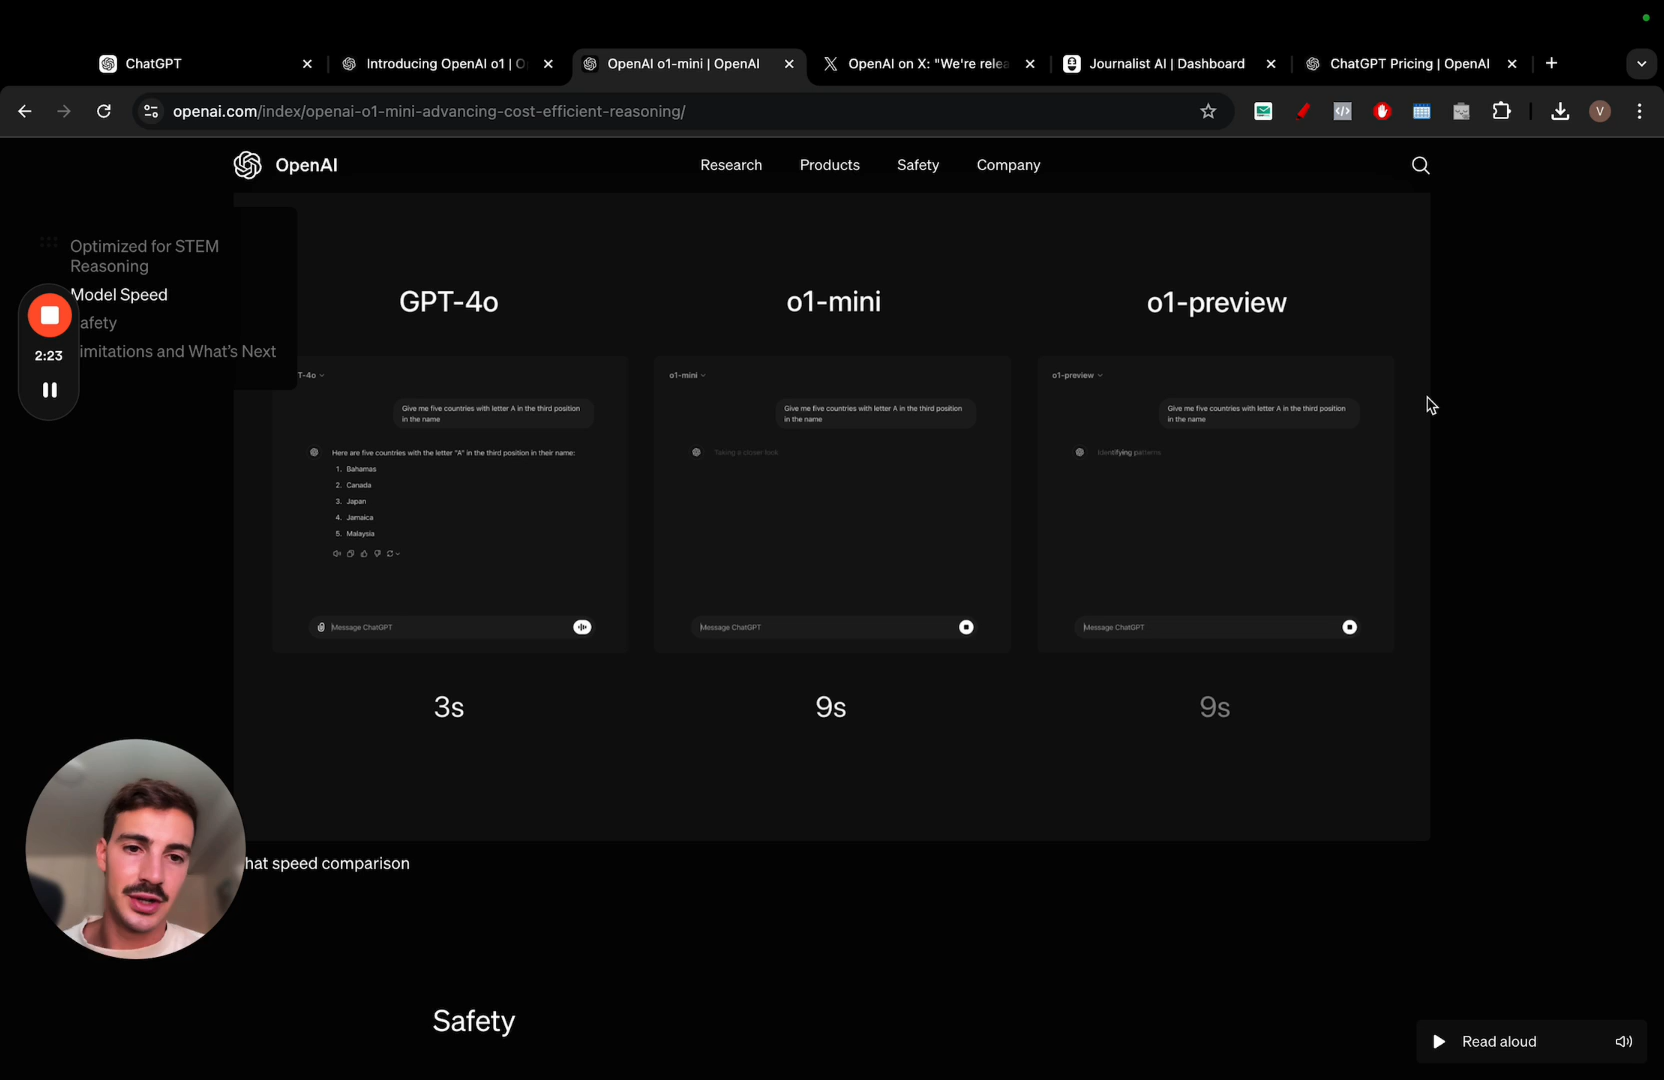 ChatGPT
Introducing OpenAI o1 | O
OpenAI o1-mini | OpenAI
OpenAI on X: "We're relea
Journalist AI | Dashboard
ChatGPT Pricing | OpenAI
openai.com/index/openai-o1-mini-advancing-cost-efficient-reasoning/
V
OpenAI
Research
Products
Safety
Company
Optimized for STEM
Reasoning
Model Speed
afety
imitations and What's Next
2:23
GPT-4o
o1-mini
o1-preview
T-4o
Give me five countries with letter A in the third position
in the name
Here are five countries with the letter "A" in the third position in their name:
1. Bahamas
2. Canada
3. Japan
4. Jamaica
5. Malaysia
Message ChatGPT
3s
o1-mini
Give me five countries with letter A in the third position
in the name
Taking a closer look
Message ChatGPT
9s
o1-preview
Give me five countries with letter A in the third position
in the name
Identifying patterns
Message ChatGPT
9s
hat speed comparison
Safety
Read aloud